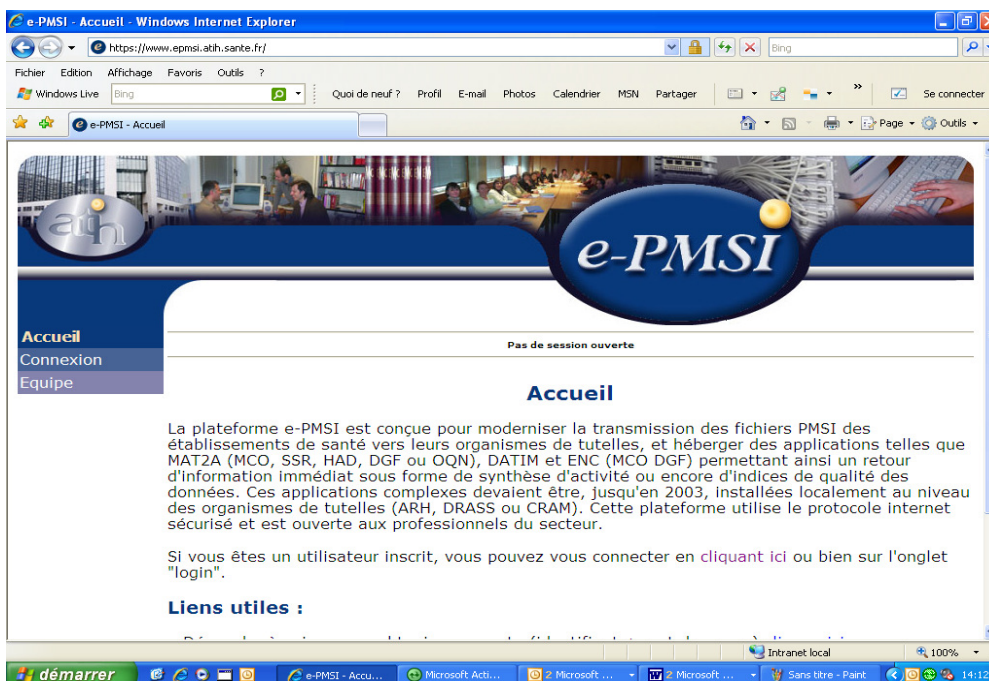 e-PMSI - Accueil - Windows Internet Explorer
https://www.epmsi.atih.sante.fr/
Bing
Fichier Edition Affichage Favoris Outils ?
Windows Live Bing Quoi de neuf ? Profil E-mail Photos Calendrier MSN Partager » Se connecter
e-PMSI - Accueil Page Outils
atih
e-PMSI
Accueil
Connexion
Equipe
Pas de session ouverte
Accueil
La plateforme e-PMSI est conçue pour moderniser la transmission des fichiers PMSI des
établissements de santé vers leurs organismes de tutelles, et héberger des applications telles que
MAT2A (MCO, SSR, HAD, DGF ou OQN), DATIM et ENC (MCO DGF) permettant ainsi un retour
d'information immédiat sous forme de synthèse d'activité ou encore d'indices de qualité des
données. Ces applications complexes devaient être, jusqu'en 2003, installées localement au niveau
des organismes de tutelles (ARH, DRASS ou CRAM). Cette plateforme utilise le protocole internet
sécurisé et est ouverte aux professionnels du secteur.
Si vous êtes un utilisateur inscrit, vous pouvez vous connecter en cliquant ici ou bien sur l'onglet
"login".
Liens utiles :
Intranet local 100%
démarrer e-PMSI - Accu... Microsoft Acti... 2 Microsoft ... 2 Microsoft ... Sans titre - Paint 14:12